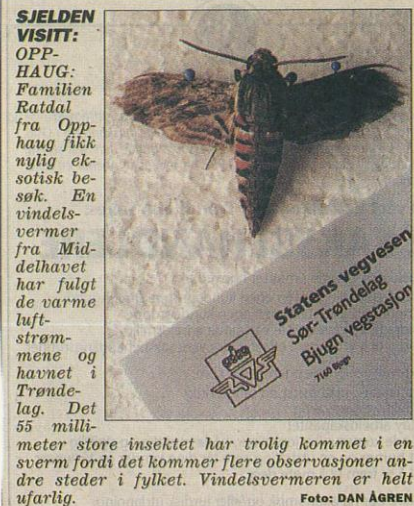 SJELDEN
VISITT:
OPP-
HAUG:
Familien
Ratdal
fra Opp-
haug fikk
nylig ek-
sotisk be-
søk. En
vindels-
vermer
fra Mid-
delhavet
har fulgt
de varme
luft-
strøm-
mene og
havnet i
Trønde-
lag. Det
55 milli-
meter store insektet har trolig kommet i en
sverm fordi det kommer flere observasjoner an-
dre steder i fylket. Vindelsvermeren er helt
ufarlig.
Foto: DAN ÅGREN
Statens vegvesen
Sør-Trøndelag
Bjugn vegstasjon
7160 Bjugn